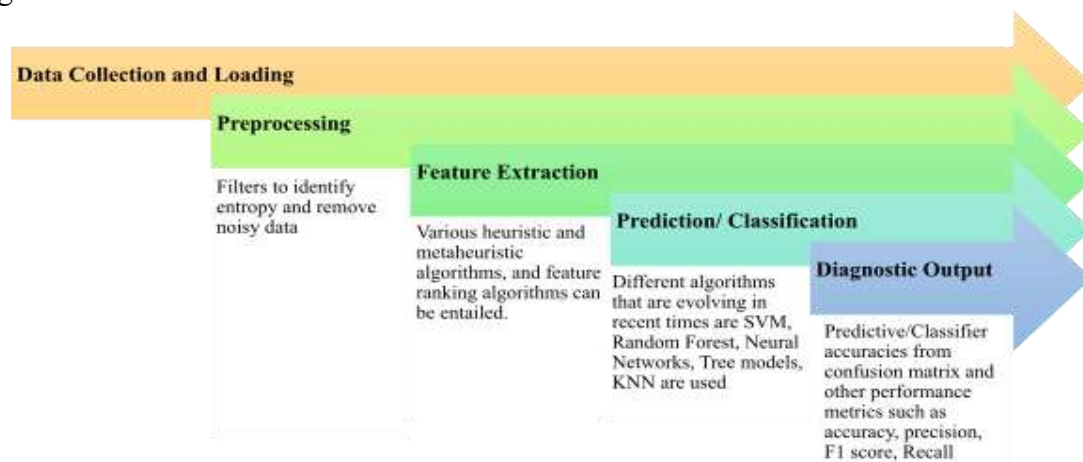 Data Collection and Loading
Preprocessing
Filters to identify
entropy and remove
noisy data
Feature Extraction
Various heuristic and
metaheuristic
algorithms, and feature
ranking algorithms can
be entailed.
Prediction/ Classification
Different algorithms
that are evolving in
recent times are SVM,
Random Forest, Neural
Networks, Tree models,
KNN are used
Diagnostic Output
Predictive/Classifier
accuracies from
confusion matrix and
other performance
metrics such as
accuracy, precision,
F1 score, Recall